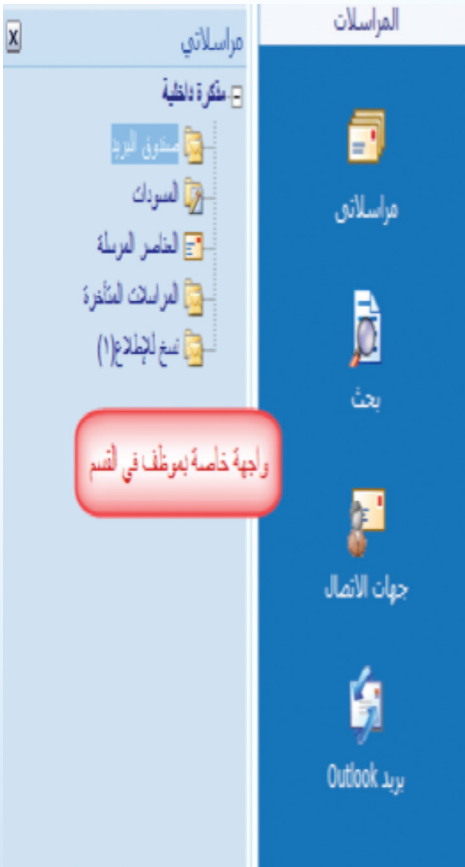 المراسلات
مراسلاتى
بحث
جهات الاتصال
بريد Outlook
مراسلاتي
مذكرة داخلية
صندوق البريد
المسودات
العناصر المرسلة
المراسلات المتأخرة
نسخ للإطلاع(١)
واجهة خاصة بموظف في القسم